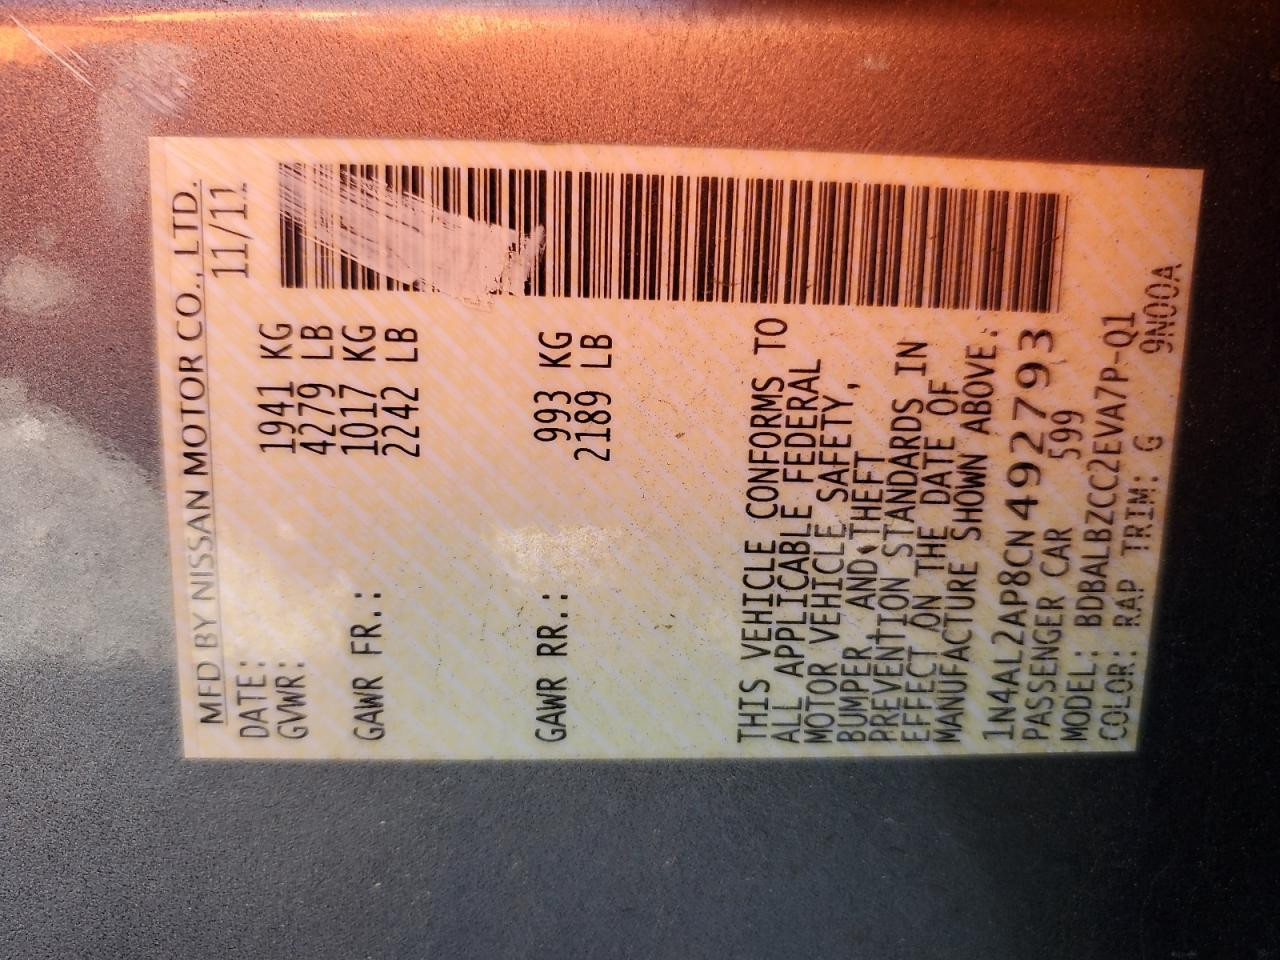 MFD BY NISSAN MOTOR CO., LTD.
DATE: 11/11
GVWR: 1941 KG
4279 LB
GAWR FR.: 1017 KG
2242 LB
GAWR RR.: 993 KG
2189 LB
THIS VEHICLE CONFORMS TO
ALL APPLICABLE FEDERAL
MOTOR VEHICLE SAFETY,
BUMPER, AND THEFT
PREVENTION STANDARDS IN
EFFECT ON THE DATE OF
MANUFACTURE SHOWN ABOVE.
1N4AL2AP8CN492793
PASSENGER CAR 599
MODEL: BDBALBZCC2EVA7P-Q1
COLOR: RAP TRIM: G 9N00A